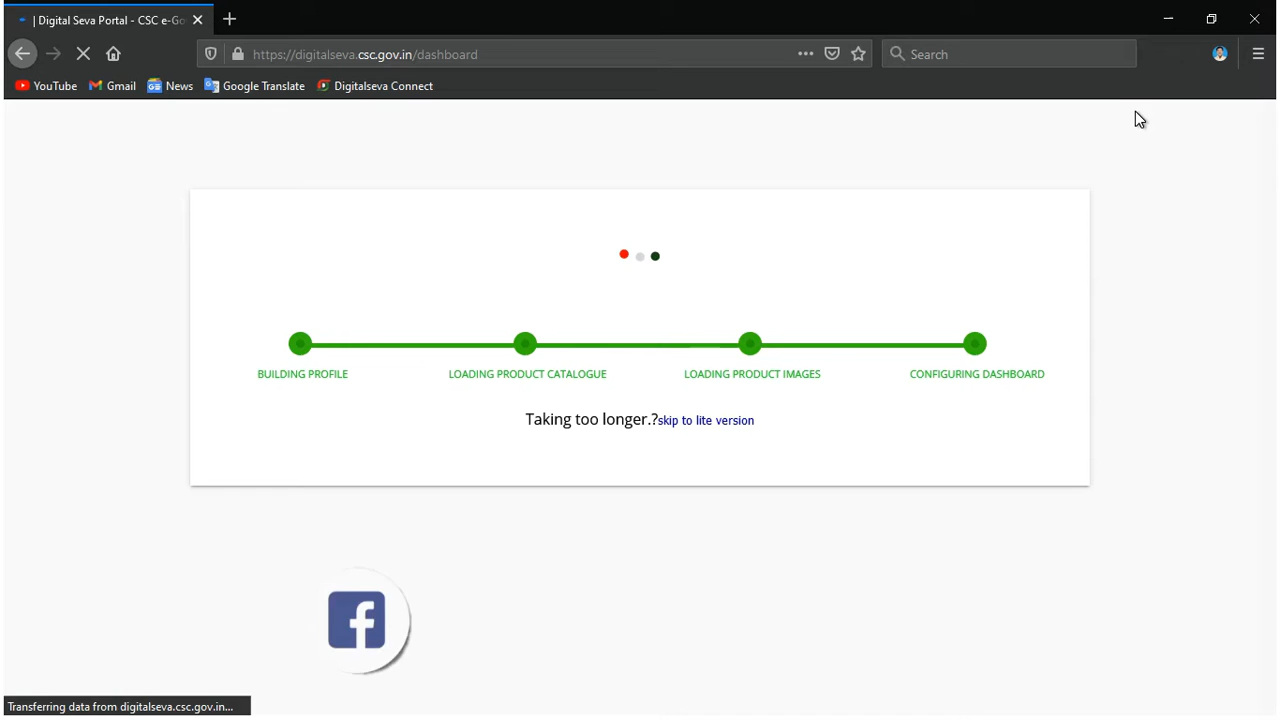 | Digital Seva Portal - CSC e-Go
https://digitalseva.csc.gov.in/dashboard
Search
YouTube
Gmail
News
Google Translate
Digitalseva Connect
BUILDING PROFILE
LOADING PRODUCT CATALOGUE
LOADING PRODUCT IMAGES
CONFIGURING DASHBOARD
Taking too longer.?skip to lite version
Transferring data from digitalseva.csc.gov.in...